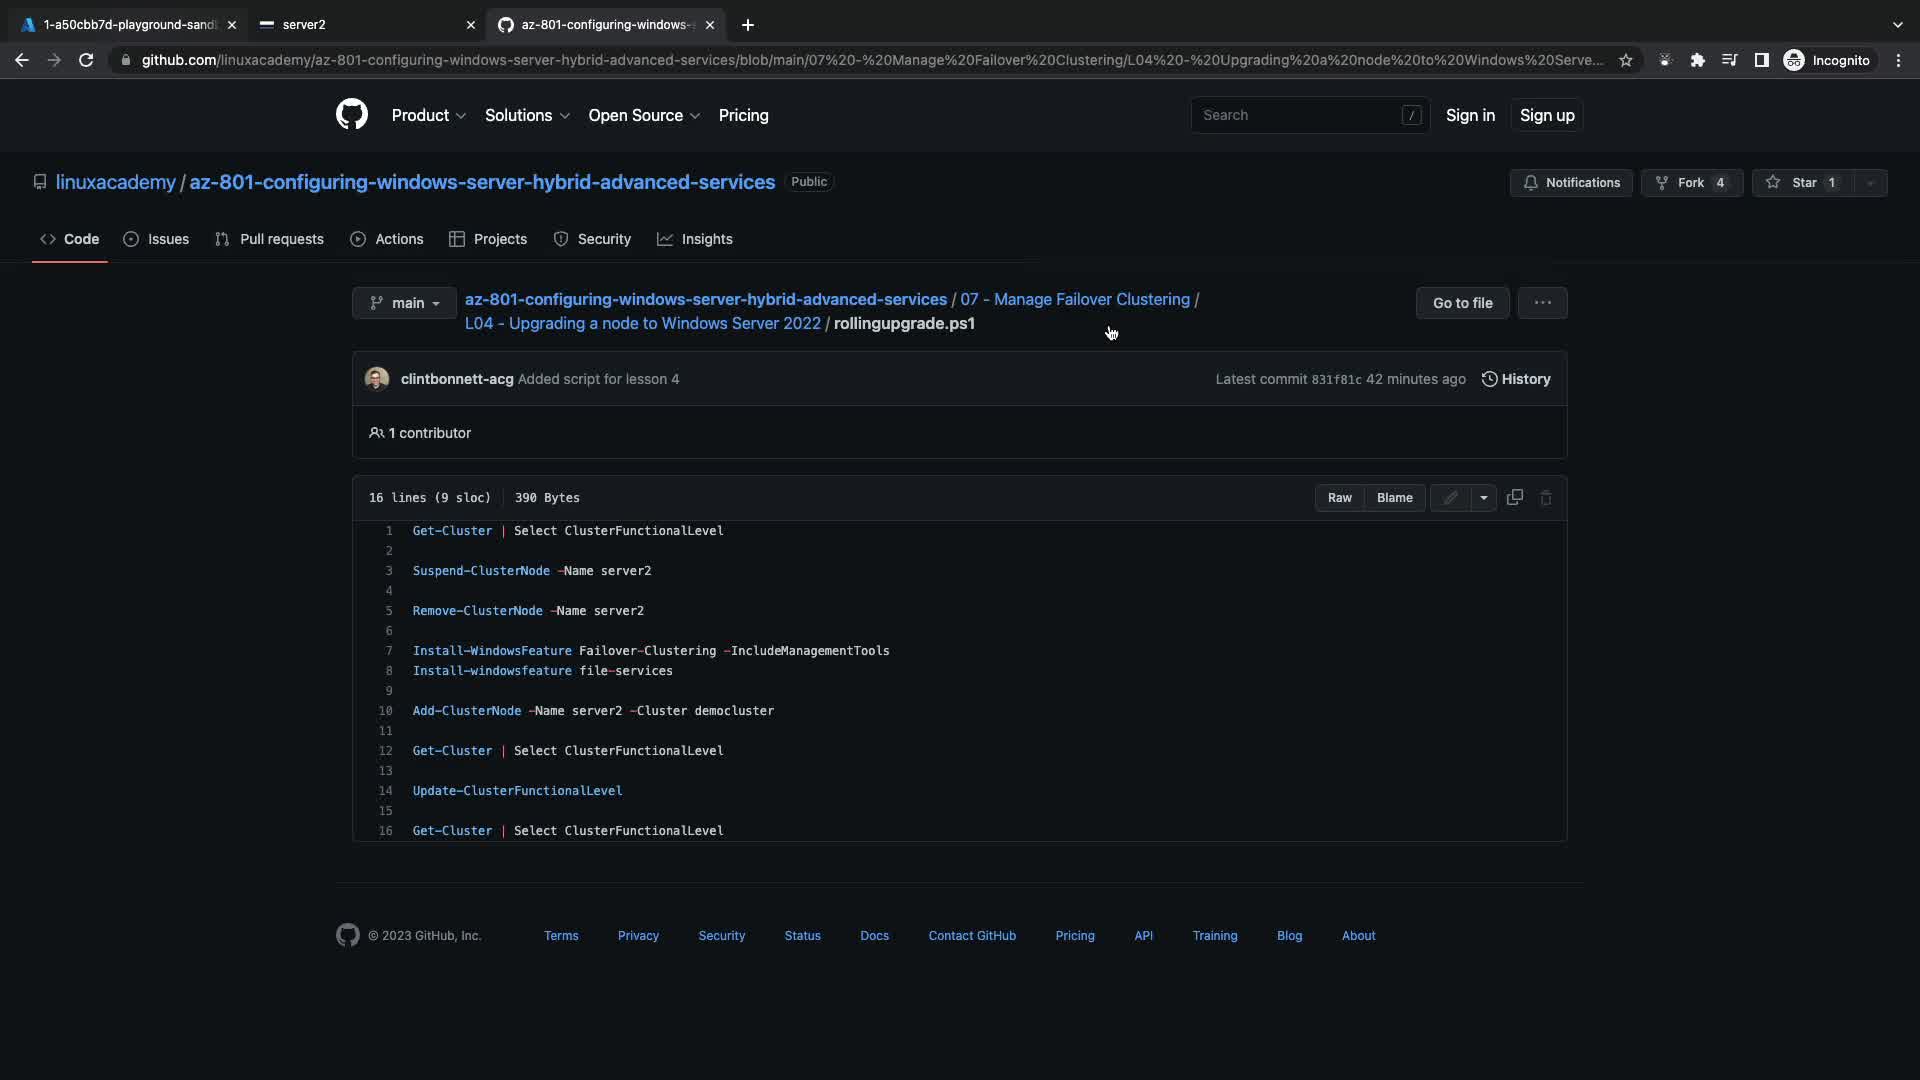 1-a50cbb7d-playground-sand
server2
az-801-configuring-windows-
github.com/linuxacademy/az-801-configuring-windows-server-hybrid-advanced-services/blob/main/07%20-%20Manage%20Failover%20Clustering/L04%20-%20Upgrading%20a%20node%20to%20Windows%20Serve...
Incognito
Product
Solutions
Open Source
Pricing
Search /
Sign in
Sign up
linuxacademy / az-801-configuring-windows-server-hybrid-advanced-services Public
Notifications
Fork 4
Star 1
Code
Issues
Pull requests
Actions
Projects
Security
Insights
main
az-801-configuring-windows-server-hybrid-advanced-services / 07 - Manage Failover Clustering /
L04 - Upgrading a node to Windows Server 2022 / rollingupgrade.ps1
Go to file
...
clintbonnett-acg Added script for lesson 4
Latest commit 831f81c 42 minutes ago
History
1 contributor
16 lines (9 sloc) 390 Bytes
Raw
Blame
1 Get-Cluster | Select ClusterFunctionalLevel
2
3 Suspend-ClusterNode -Name server2
4
5 Remove-ClusterNode -Name server2
6
7 Install-WindowsFeature Failover-Clustering -IncludeManagementTools
8 Install-windowsfeature file-services
9
10 Add-ClusterNode -Name server2 -Cluster democluster
11
12 Get-Cluster | Select ClusterFunctionalLevel
13
14 Update-ClusterFunctionalLevel
15
16 Get-Cluster | Select ClusterFunctionalLevel
© 2023 GitHub, Inc.
Terms
Privacy
Security
Status
Docs
Contact GitHub
Pricing
API
Training
Blog
About